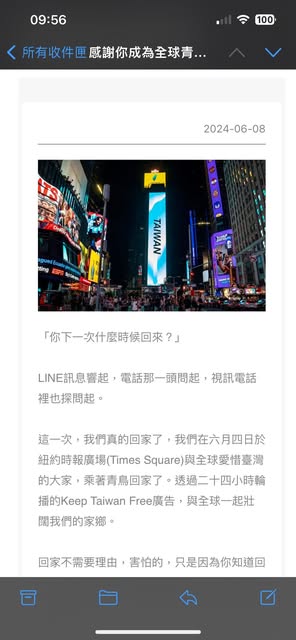 09:56
100
所有收件匣
感謝你成為全球青...
2024-06-08
TAIWAN
「你下一次什麼時候回來？」
LINE訊息響起，電話那一頭問起，視訊電話
裡也探問起。
這一次，我們真的回家了，我們在六月四日於
紐約時報廣場(Times Square)與全球愛惜臺灣
的大家，乘著青鳥回家了。透過二十四小時輪
播的Keep Taiwan Free廣告，與全球一起壯
闊我們的家鄉。
回家不需要理由，害怕的，只是因為你知道回